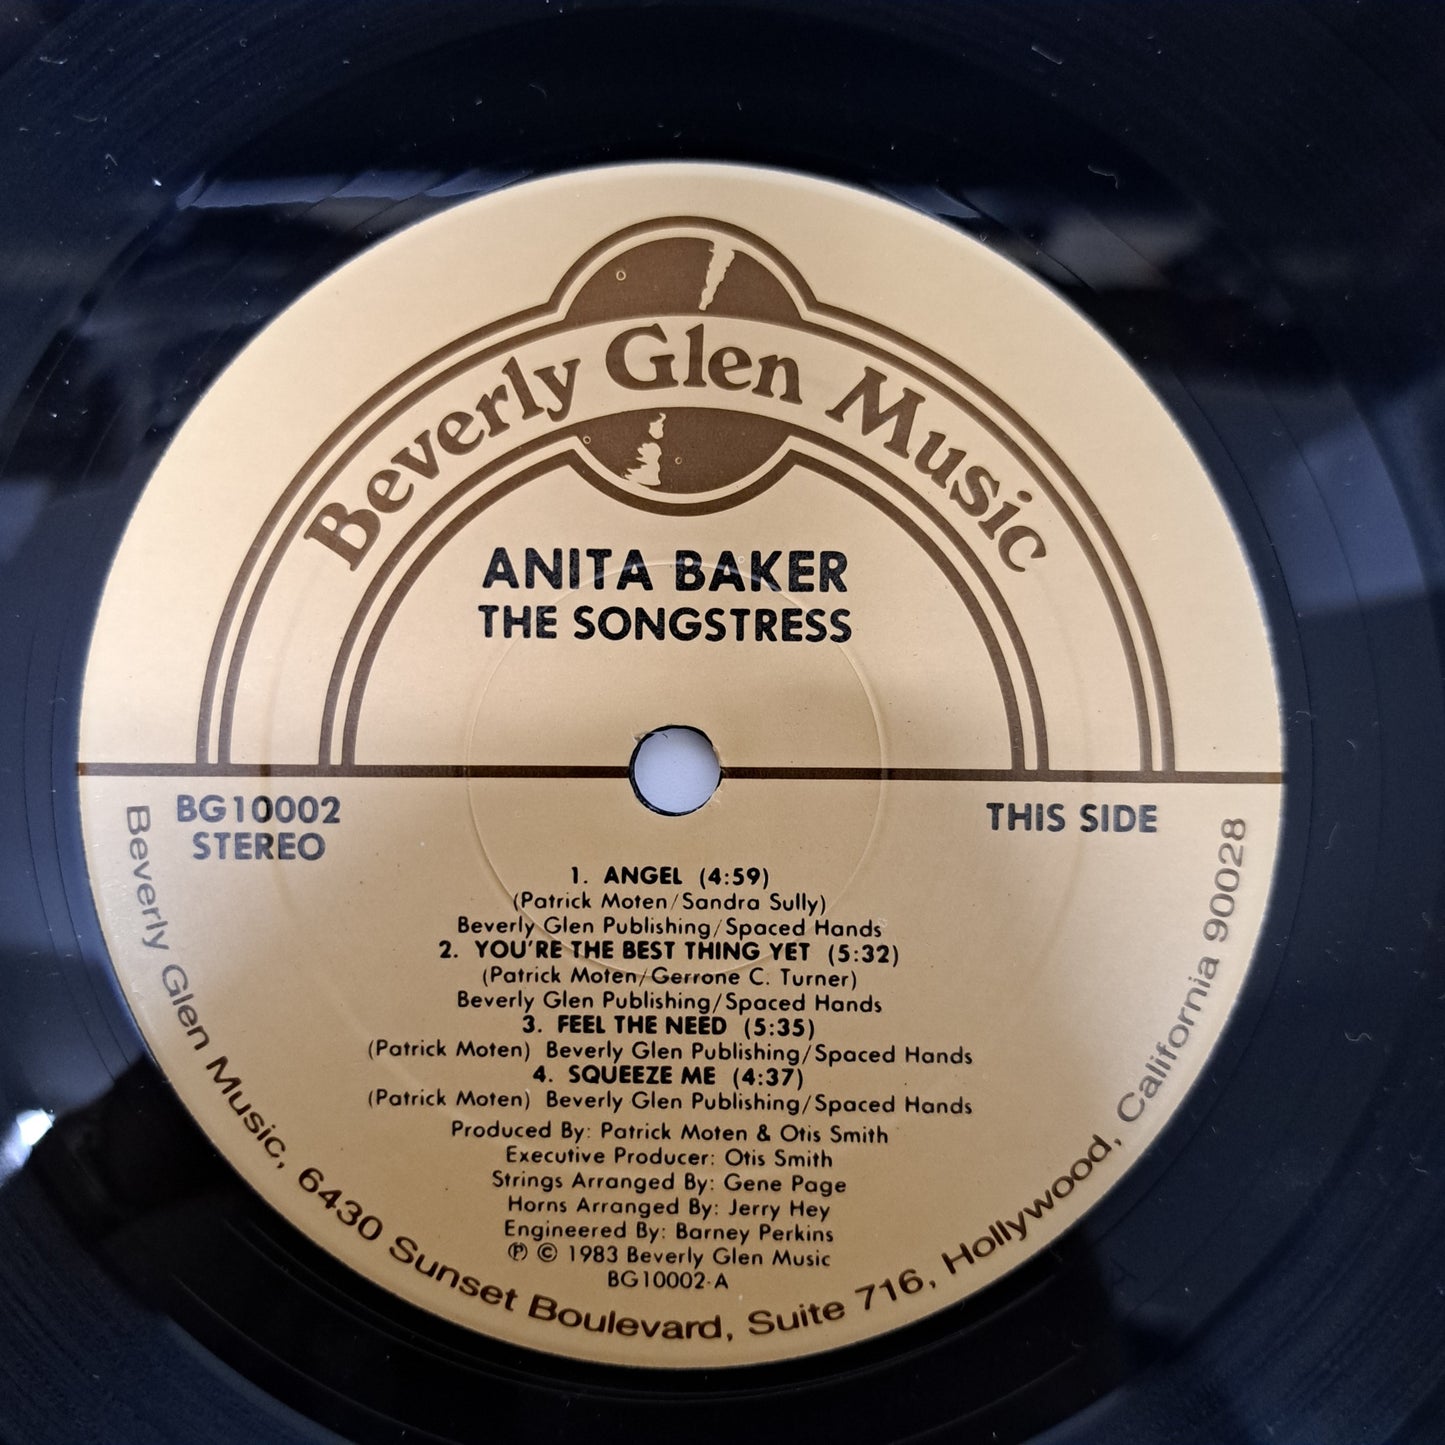 Beverly Glen Music
ANITA BAKER
THE SONGSTRESS
BG10002
STEREO
THIS SIDE
1. ANGEL (4:59)
(Patrick Moten/Sandra Sully)
Beverly Glen Publishing/Spaced Hands
2. YOU'RE THE BEST THING YET (5:32)
(Patrick Moten/Gerrone C. Turner)
Beverly Glen Publishing/Spaced Hands
3. FEEL THE NEED (5:35)
(Patrick Moten) Beverly Glen Publishing/Spaced Hands
4. SQUEEZE ME (4:37)
(Patrick Moten) Beverly Glen Publishing/Spaced Hands
Produced By: Patrick Moten & Otis Smith
Executive Producer: Otis Smith
Strings Arranged By: Gene Page
Horns Arranged By: Jerry Hey
Engineered By: Barney Perkins
℗ © 1983 Beverly Glen Music
BG10002-A
Beverly Glen Music, 6430 Sunset Boulevard, Suite 716, Hollywood, California 90028